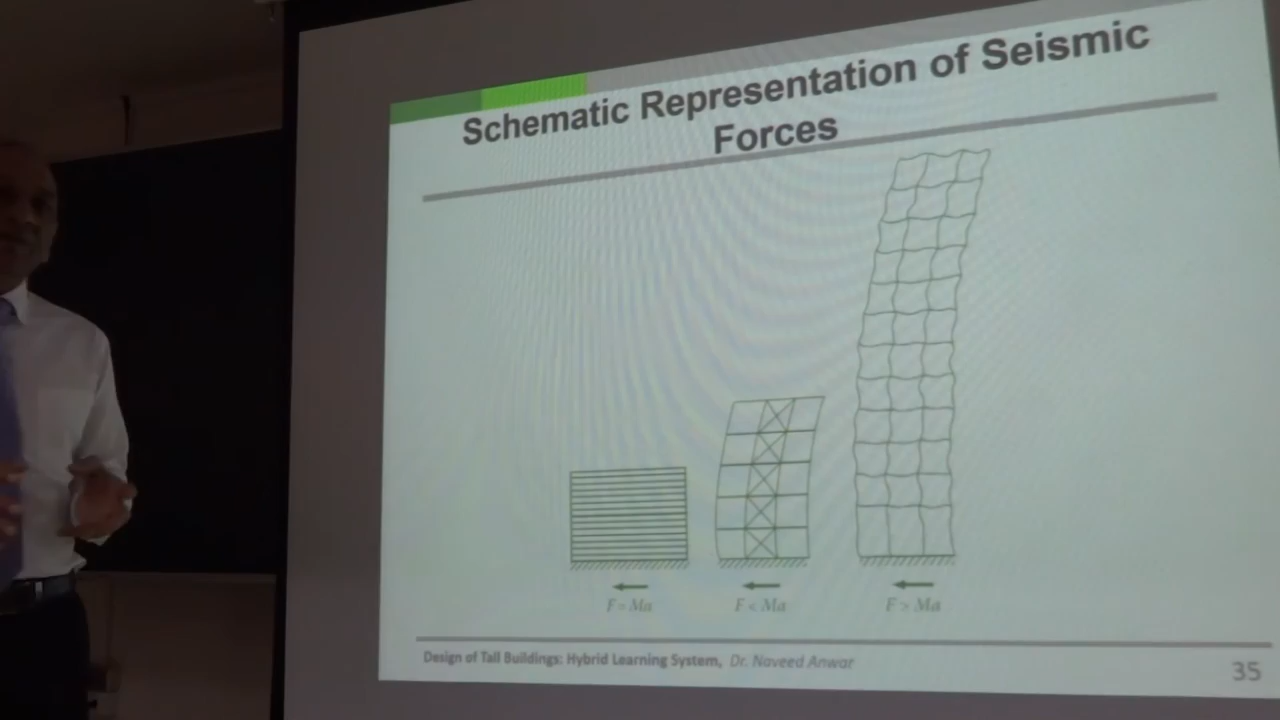 Schematic Representation of Seismic
Forces
F = Ma
F < Ma
F > Ma
Design of Tall Buildings: Hybrid Learning System, Dr. Naveed Anwar
35